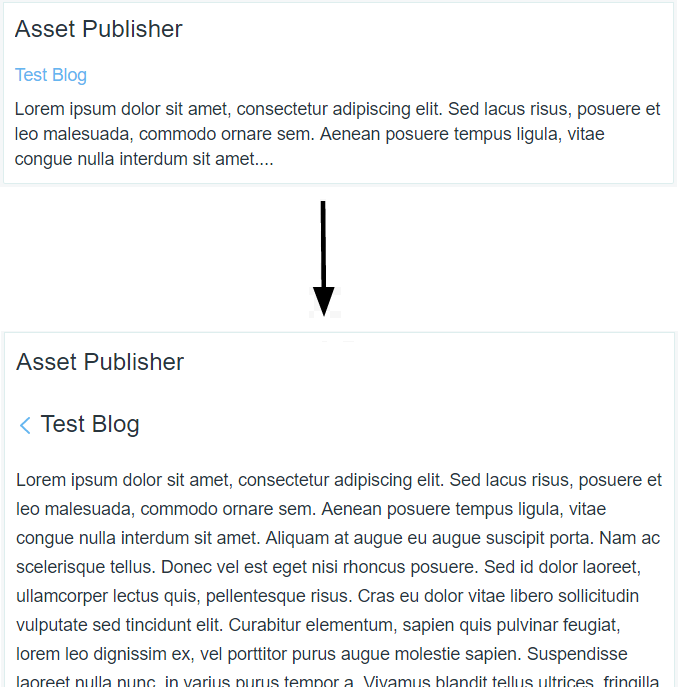 Asset Publisher
Test Blog
Lorem ipsum dolor sit amet, consectetur adipiscing elit. Sed lacus risus, posuere et
leo malesuada, commodo ornare sem. Aenean posuere tempus ligula, vitae
congue nulla interdum sit amet....
Asset Publisher
Test Blog
Lorem ipsum dolor sit amet, consectetur adipiscing elit. Sed lacus risus, posuere et
leo malesuada, commodo ornare sem. Aenean posuere tempus ligula, vitae
congue nulla interdum sit amet. Aliquam at augue eu augue suscipit porta. Nam ac
scelerisque tellus. Donec vel est eget nisi rhoncus posuere. Sed id dolor laoreet,
ullamcorper lectus quis, pellentesque risus. Cras eu dolor vitae libero sollicitudin
vulputate sed tincidunt elit. Curabitur elementum, sapien quis pulvinar feugiat,
lorem leo dignissim ex, vel porttitor purus augue molestie sapien. Suspendisse
laoreet nulla nunc, in varius purus tempor a. Vivamus blandit tellus ultrices, fringilla